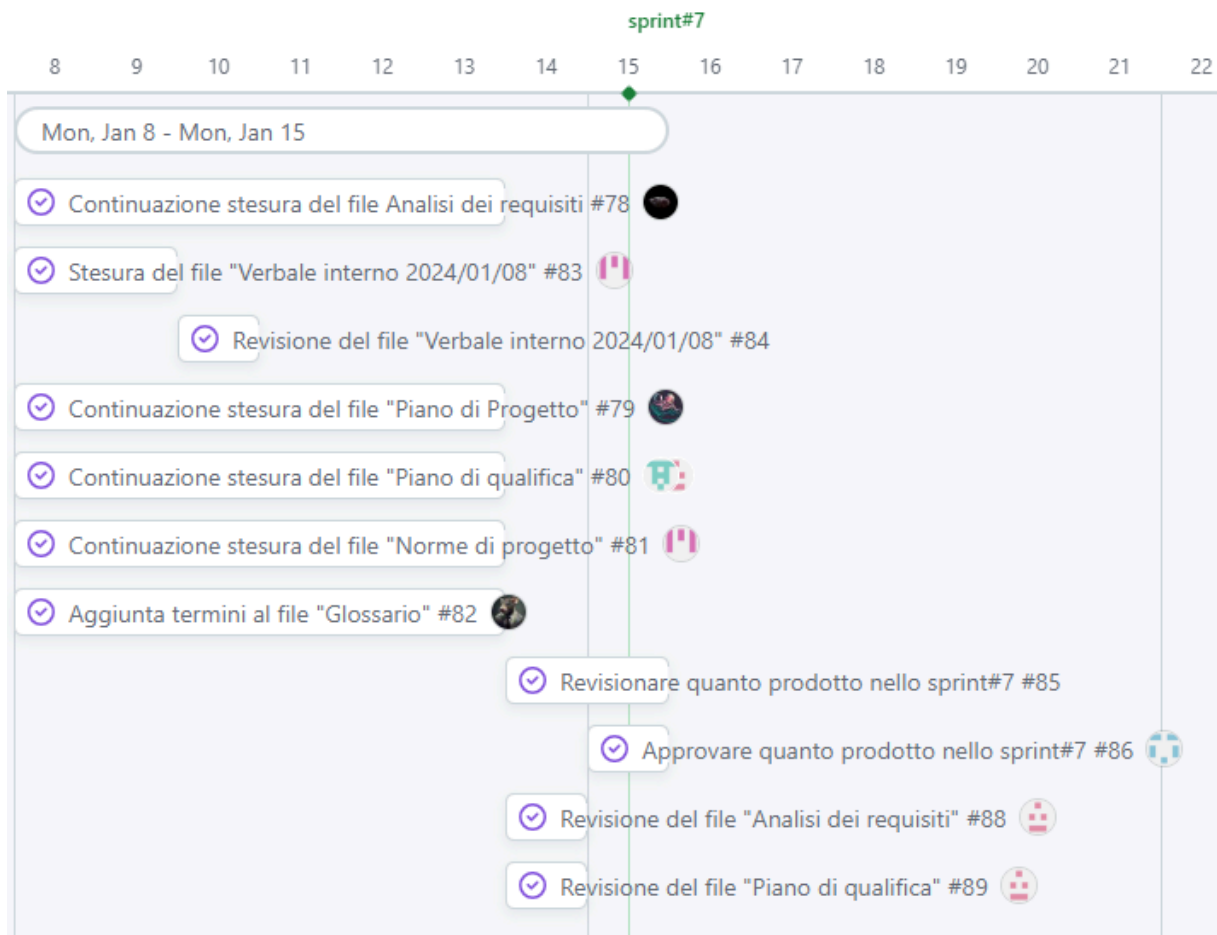 sprint#7
8 9 10 11 12 13 14 15 16 17 18 19 20 21 22
Mon, Jan 8 - Mon, Jan 15
Continuazione stesura del file Analisi dei requisiti #78
Stesura del file "Verbale interno 2024/01/08" #83
Revisione del file "Verbale interno 2024/01/08" #84
Continuazione stesura del file "Piano di Progetto" #79
Continuazione stesura del file "Piano di qualifica" #80
Continuazione stesura del file "Norme di progetto" #81
Aggiunta termini al file "Glossario" #82
Revisionare quanto prodotto nello sprint#7 #85
Approvare quanto prodotto nello sprint#7 #86
Revisione del file "Analisi dei requisiti" #88
Revisione del file "Piano di qualifica" #89